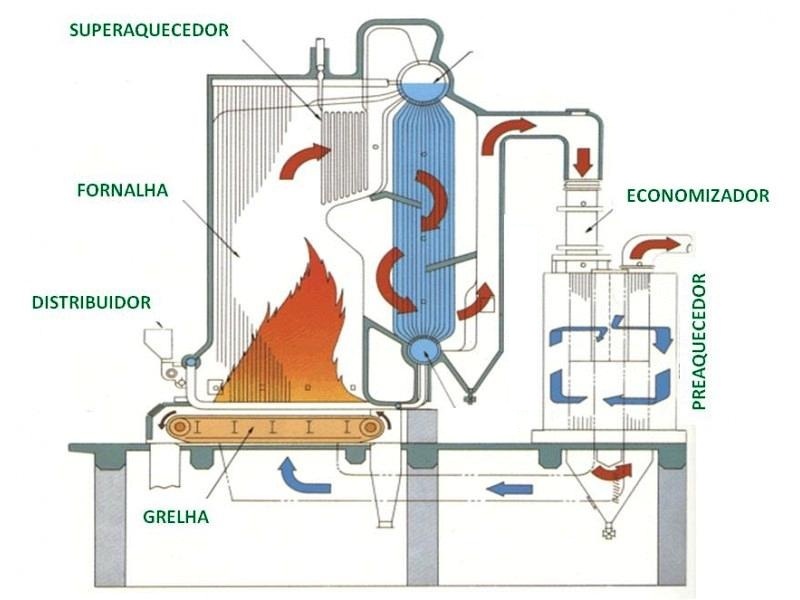 SUPERAQUECEDOR
FORNALHA
ECONOMIZADOR
DISTRIBUIDOR
PREAQUECEDOR
GRELHA